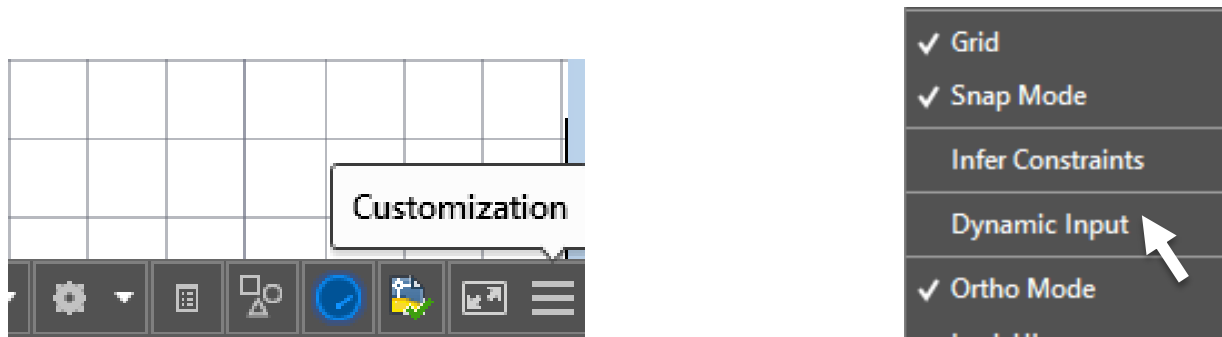 Customization
Grid
Snap Mode
Infer Constraints
Dynamic Input
Ortho Mode